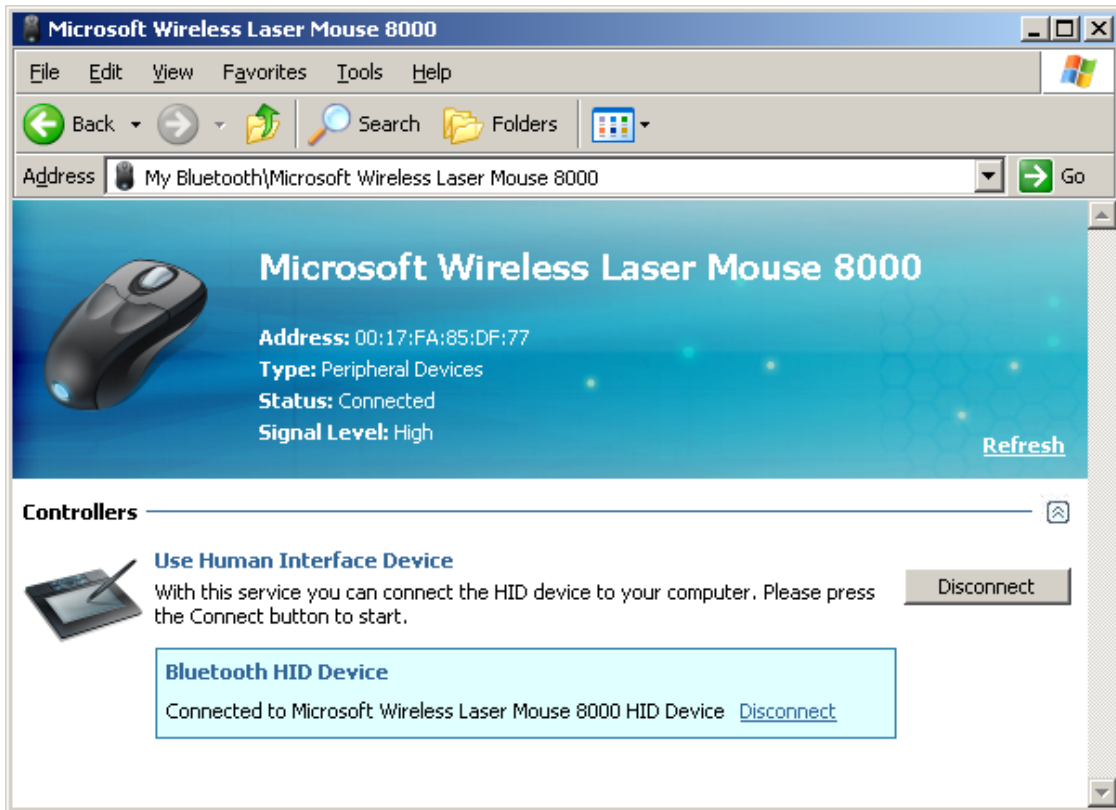 Microsoft Wireless Laser Mouse 8000
File Edit View Favorites Tools Help
Back Search Folders
Address My Bluetooth\Microsoft Wireless Laser Mouse 8000 Go
Microsoft Wireless Laser Mouse 8000
Address: 00:17:FA:85:DF:77
Type: Peripheral Devices
Status: Connected
Signal Level: High
Refresh
Controllers
Use Human Interface Device
With this service you can connect the HID device to your computer. Please press
the Connect button to start.
Disconnect
Bluetooth HID Device
Connected to Microsoft Wireless Laser Mouse 8000 HID Device Disconnect